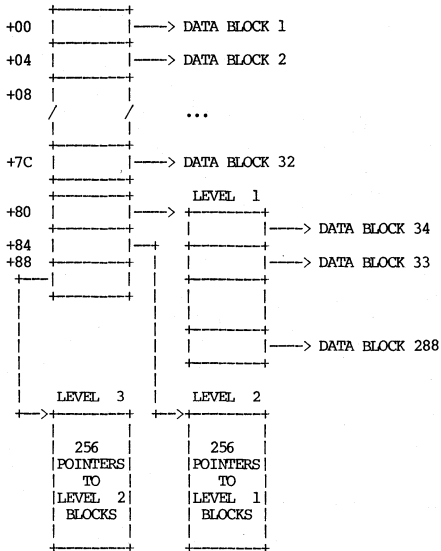 +00 DATA BLOCK 1
+04 DATA BLOCK 2
+08
...
+7C DATA BLOCK 32
LEVEL 1
+80
DATA BLOCK 34
+84 DATA BLOCK 33
+88
DATA BLOCK 288
LEVEL 3 LEVEL 2
256 256
POINTERS POINTERS
TO TO
LEVEL 2 LEVEL 1
BLOCKS BLOCKS